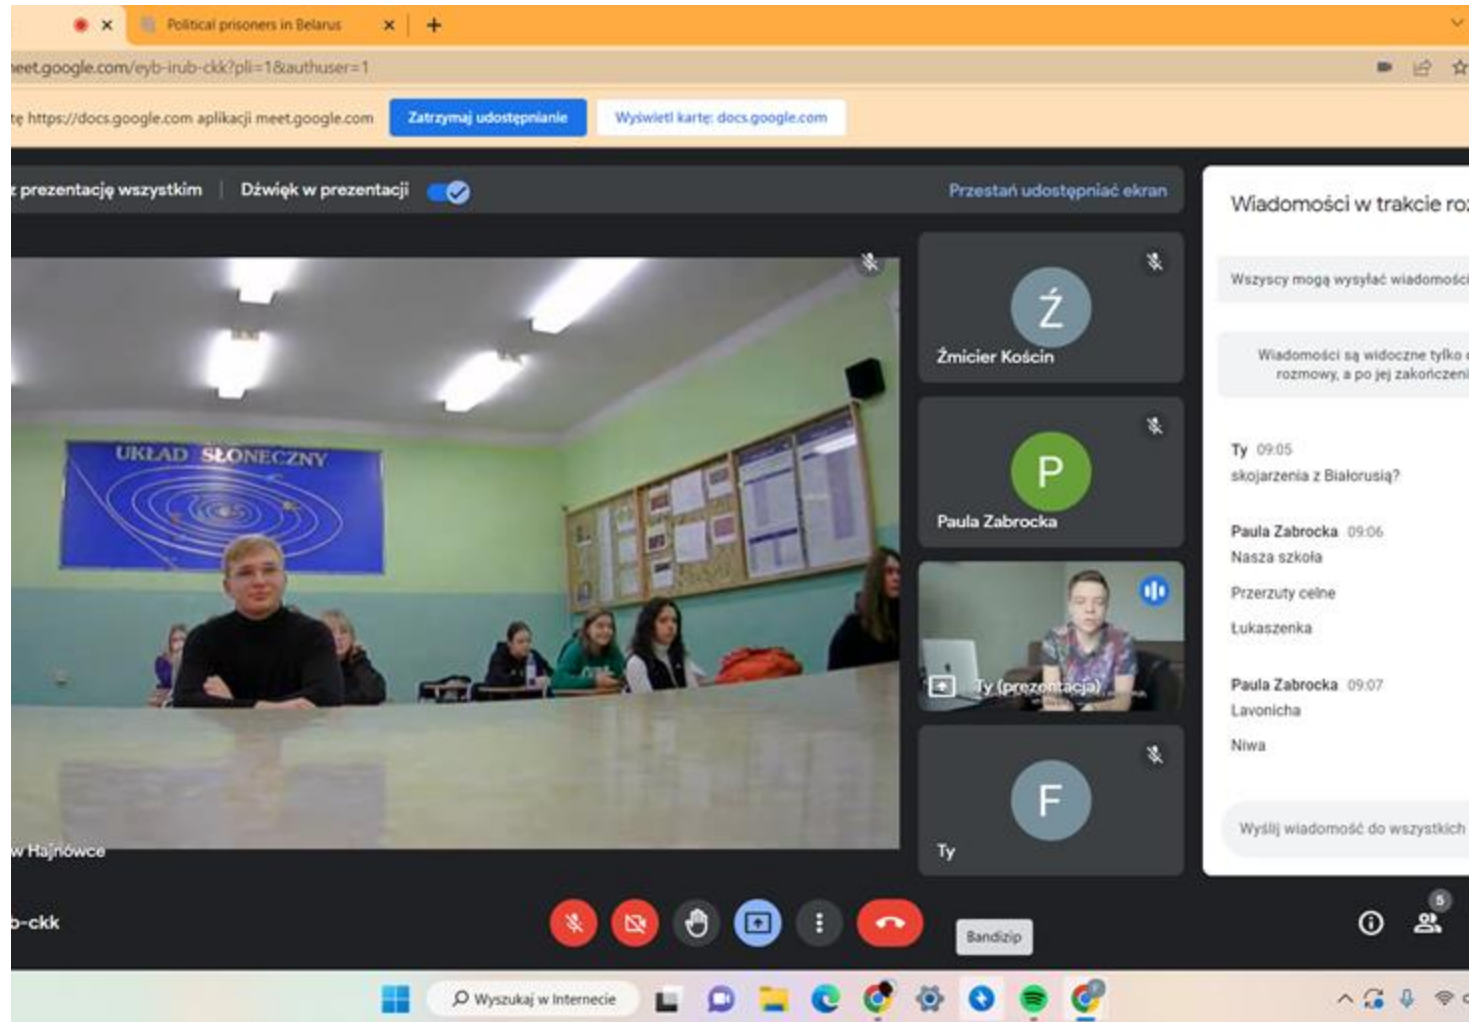 Political prisoners in Belarus
meet.google.com/eyb-irub-ckk?pli=1&authuser=1
tę https://docs.google.com aplikacji meet.google.com
Zatrzymaj udostępnianie
Wyświetl kartę: docs.google.com
z prezentację wszystkim
Dźwięk w prezentacji
Przestań udostępniać ekran
UKŁAD SŁONECZNY
w Hajnówce
Ź
Źmicier Kościn
P
Paula Zabrocka
Ty (prezentacja)
F
Ty
Wiadomości w trakcie roz
Wszyscy mogą wysyłać wiadomości
Wiadomości są widoczne tylko
rozmowy, a po jej zakończeni
Ty 09:05
skojarzenia z Białorusią?
Paula Zabrocka 09:06
Nasza szkoła
Przerzuty celne
Łukaszenka
Paula Zabrocka 09:07
Lavonicha
Niwa
Wyślij wiadomość do wszystkich
b-ckk
5
Bandizip
Wyszukaj w Internecie